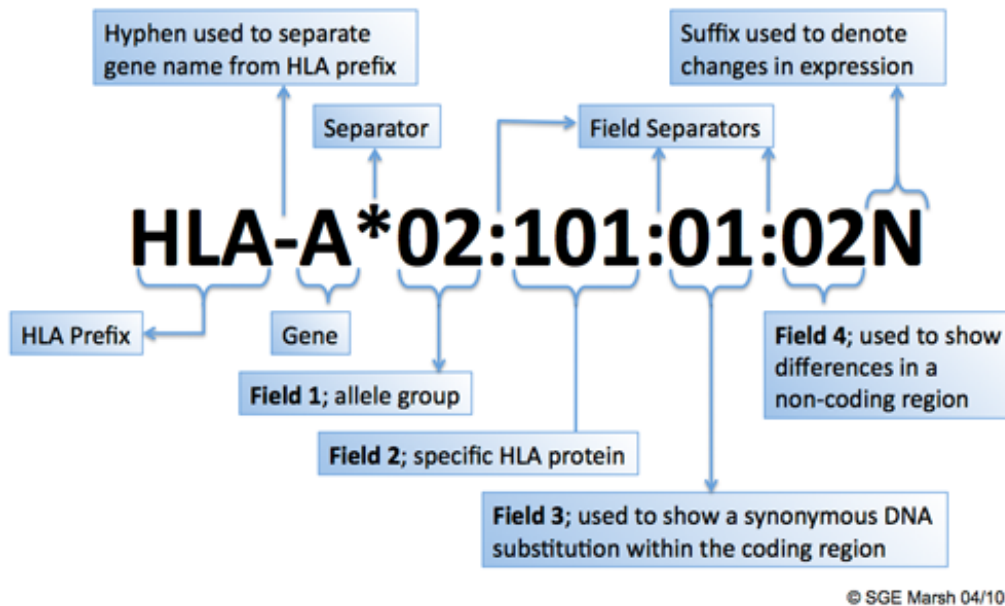 Hyphen used to separate
gene name from HLA prefix
Suffix used to denote
changes in expression
Separator
Field Separators
HLA-A*02:101:01:02N
HLA Prefix
Gene
Field 1; allele group
Field 2; specific HLA protein
Field 3; used to show a synonymous DNA
substitution within the coding region
Field 4; used to show
differences in a
non-coding region
© SGE Marsh 04/10